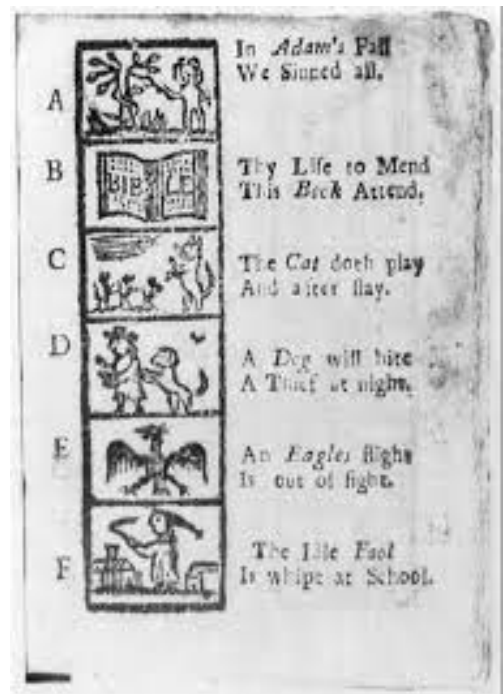 A
In Adam's Fall
We Sinned all.
B
BIB LE
Thy Life to Mend
This Book Attend.
C
The Cat doth play
And after ſlay.
D
A Dog will bite
A Thief at night.
E
An Eagles flight
Is out of ſight.
F
The Idle Fool
Is whipt at School.